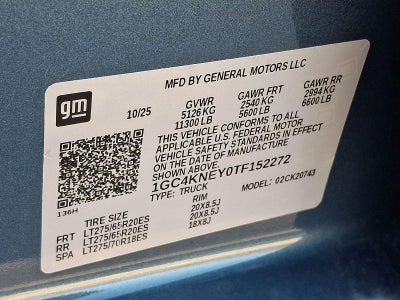 gm
MFD BY GENERAL MOTORS LLC
10/25 GVWR GAWR FRT GAWR RR
5126KG 2540 KG 2994 KG
11300 LB 5600 LB 6600 LB
THIS VEHICLE CONFORMS TO ALL
APPLICABLE U.S. FEDERAL MOTOR
VEHICLE SAFETY STANDARDS IN EFFECT
ON THE DATE OF MANUFACTURE
SHOWN ABOVE.
1GC4KNEY0TF152272
TYPE: TRUCK MODEL: 02CK20743
136H
TIRE SIZE RIM
FRT LT275/65R20ES 20X8.5J
RR LT275/65R20ES 20X8.5J
SPA LT275/70R18ES 18X8J